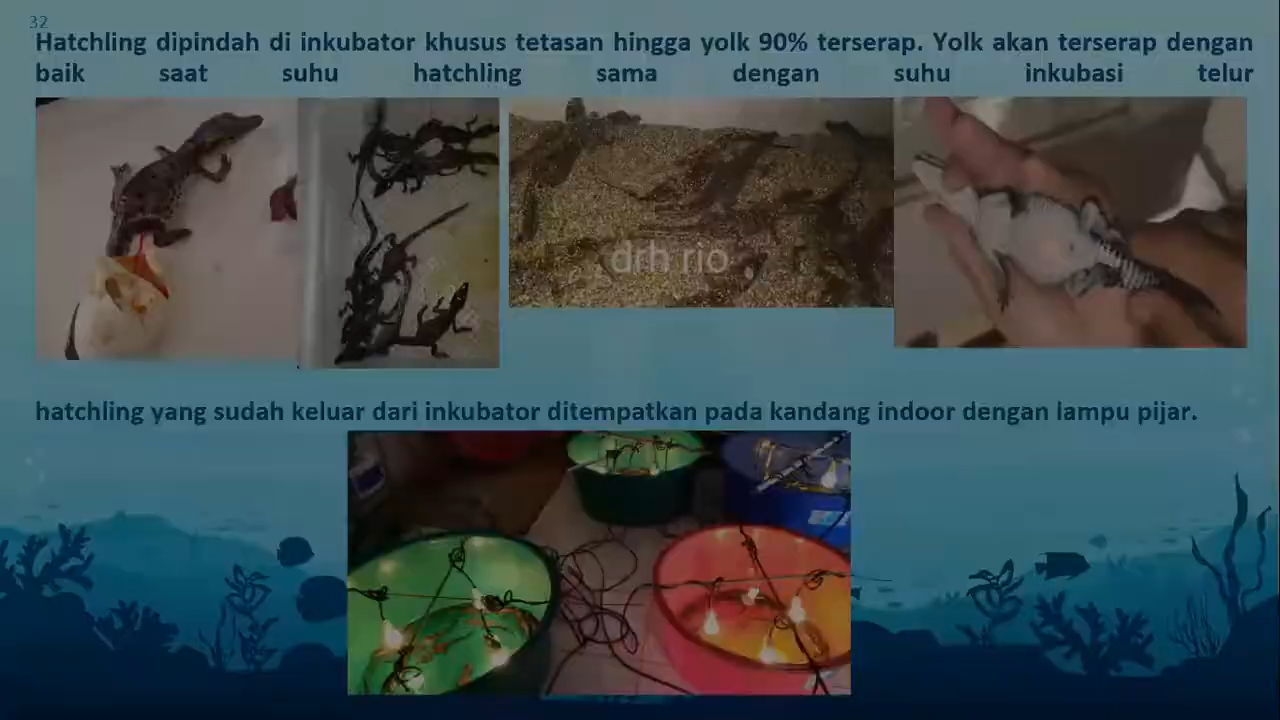 32
Hatchling dipindah di inkubator khusus tetasan hingga yolk 90% terserap. Yolk akan terserap dengan
baik saat suhu hatchling sama dengan suhu inkubasi telur
drh rio
hatchling yang sudah keluar dari inkubator ditempatkan pada kandang indoor dengan lampu pijar.